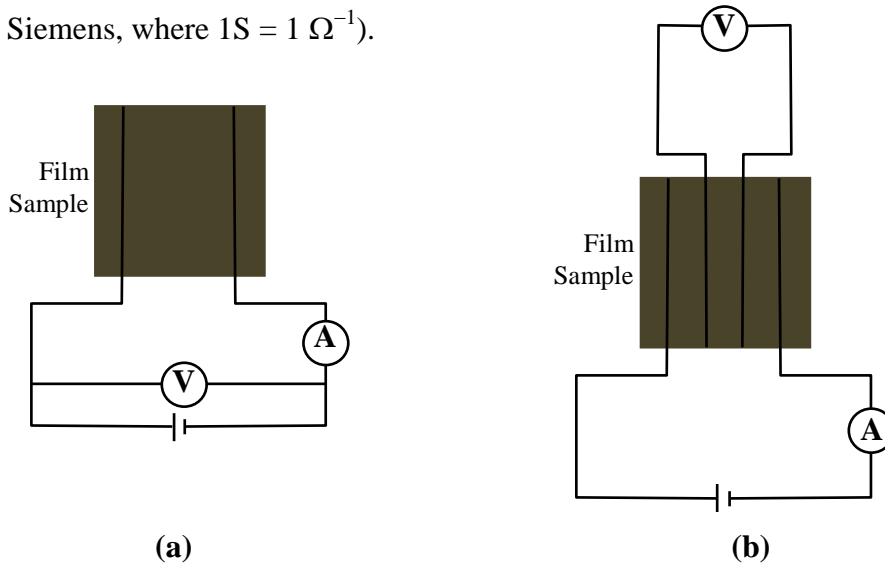 Siemens, where 1S = 1 Ω⁻¹).
V
Film
Sample
Film
Sample
A
V
A
(a)
(b)